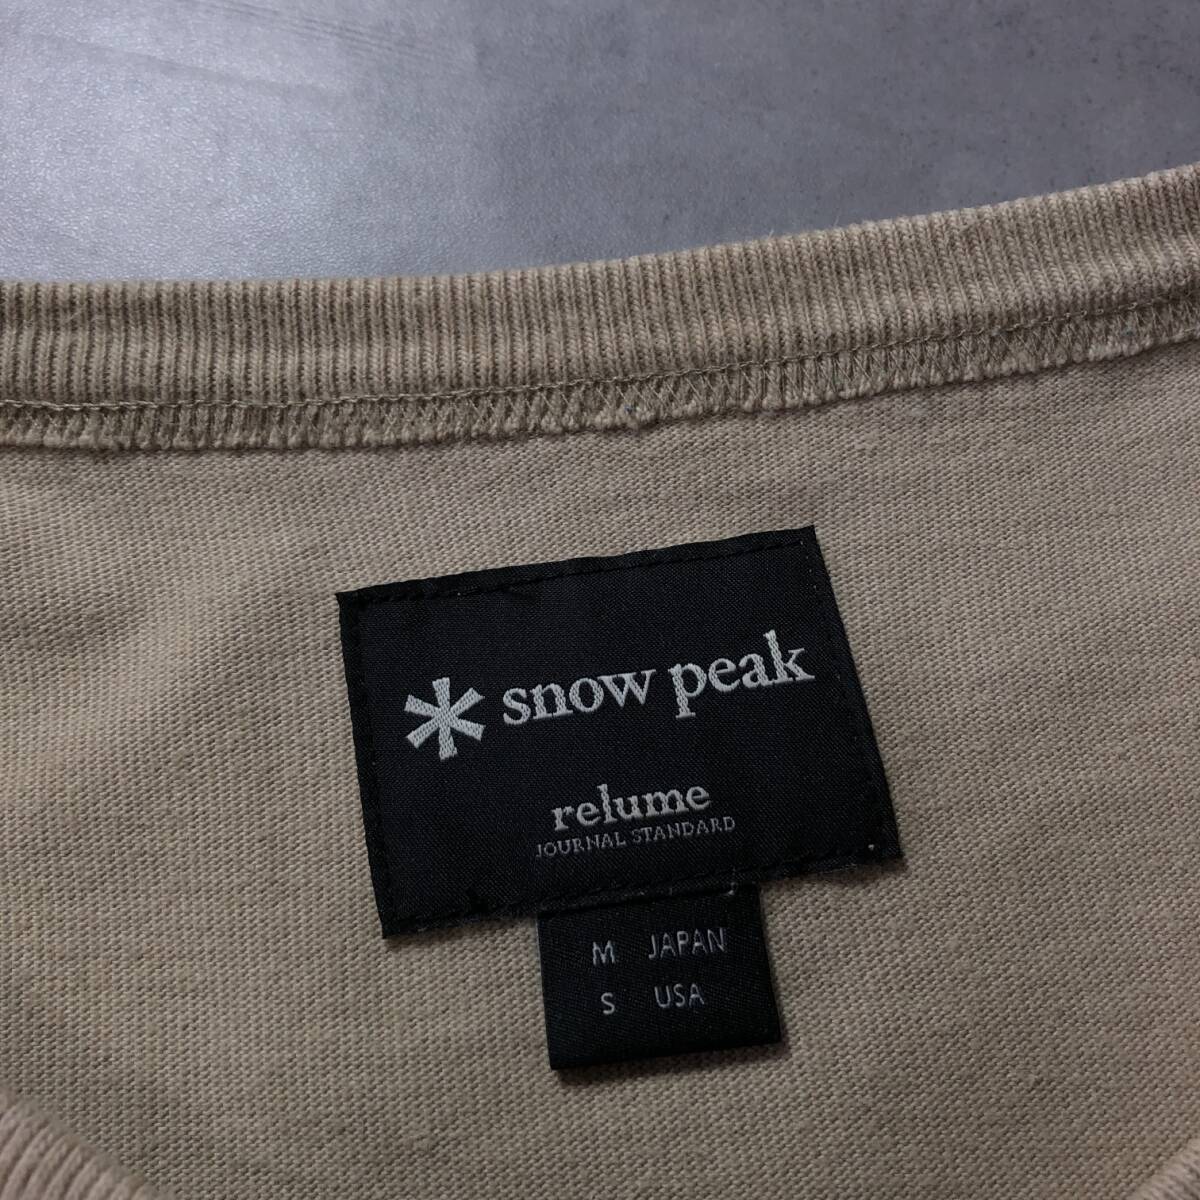 snow peak
relume
JOURNAL STANDARD
M JAPAN
S USA